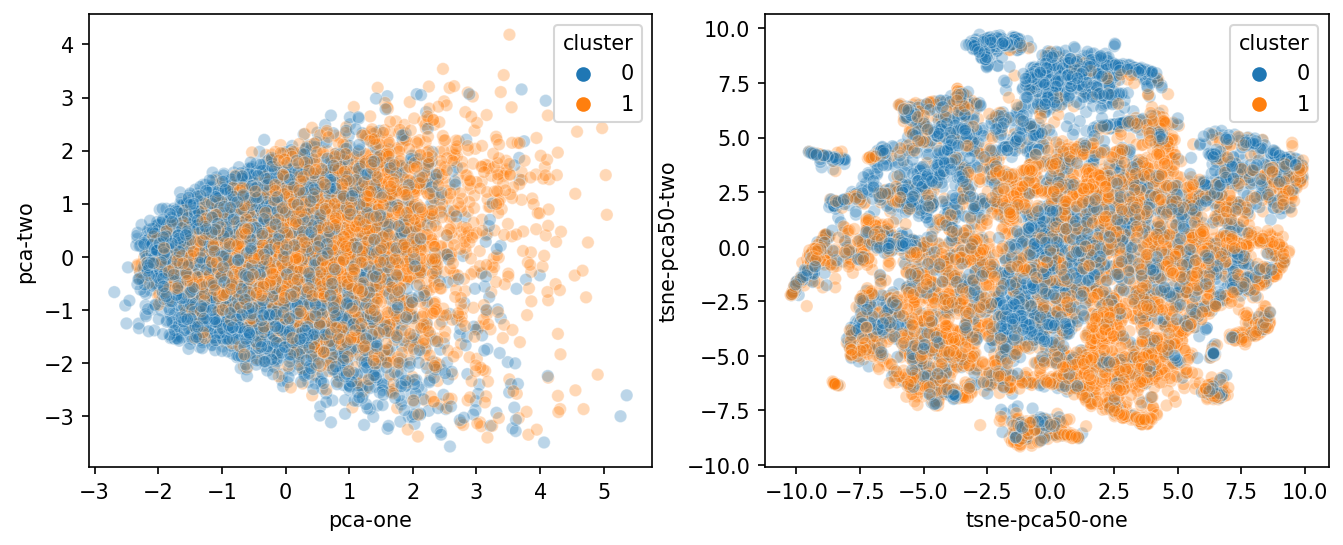 cluster
0
1
4
3
2
1
0
−1
−2
−3
pca-two
−3 −2 −1 0 1 2 3 4 5
pca-one
cluster
0
1
10.0
7.5
5.0
2.5
0.0
−2.5
−5.0
−7.5
−10.0
tsne-pca50-two
−10.0 −7.5 −5.0 −2.5 0.0 2.5 5.0 7.5 10.0
tsne-pca50-one